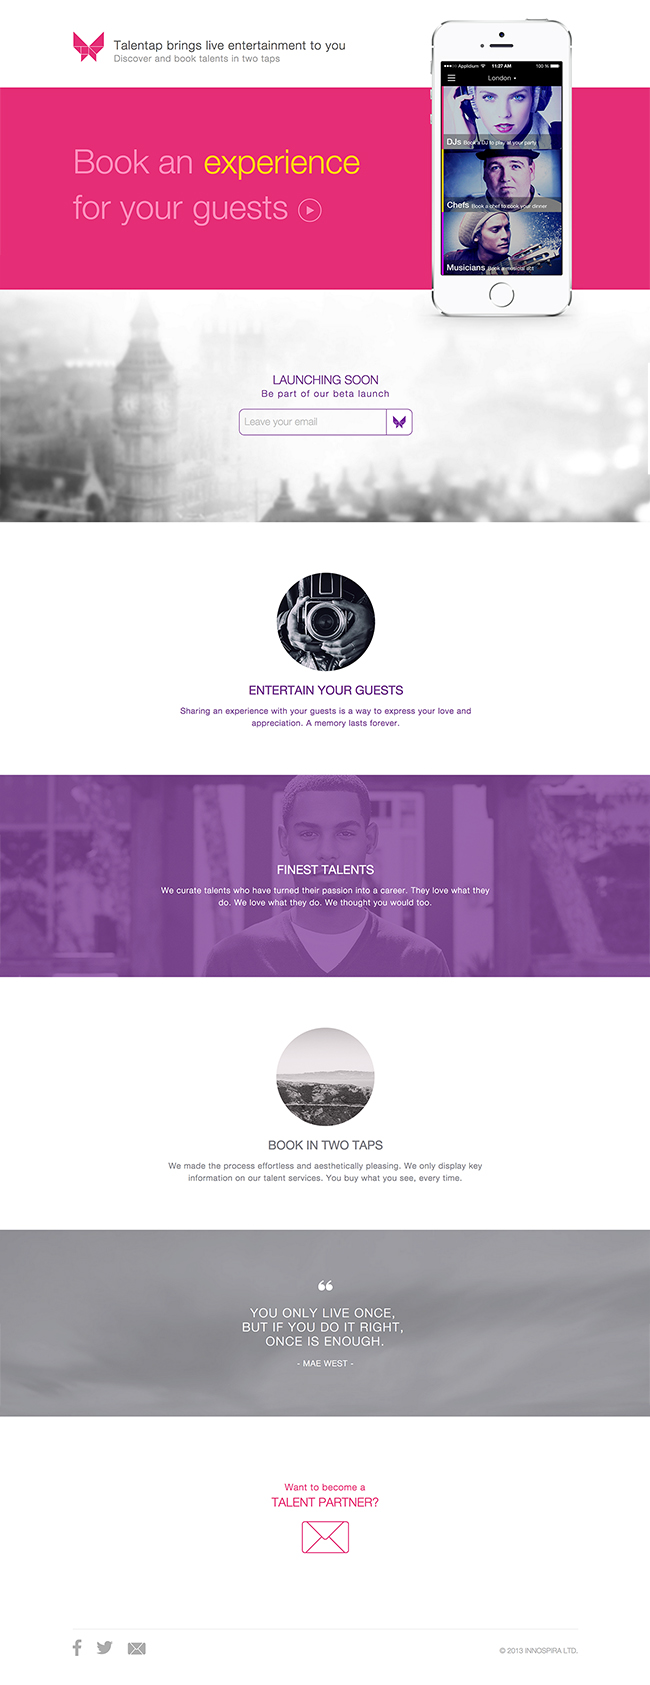 Talentap brings live entertainment to you
Discover and book talents in two taps
Applidium 11:27 AM 100 %
London
DJs Book a DJ to play at your party
Chefs Book a chef to cook your dinner
Musicians Book a musical act
Book an experience
for your guests
LAUNCHING SOON
Be part of our beta launch
Leave your email
ENTERTAIN YOUR GUESTS
Sharing an experience with your guests is a way to express your love and
appreciation. A memory lasts forever.
FINEST TALENTS
We curate talents who have turned their passion into a career. They love what they
do. We love what they do. We thought you would too.
BOOK IN TWO TAPS
We made the process effortless and aesthetically pleasing. We only display key
information on our talent services. You buy what you see, every time.
“
YOU ONLY LIVE ONCE,
BUT IF YOU DO IT RIGHT,
ONCE IS ENOUGH.
- MAE WEST -
Want to become a
TALENT PARTNER?
© 2013 INNOSPIRA LTD.